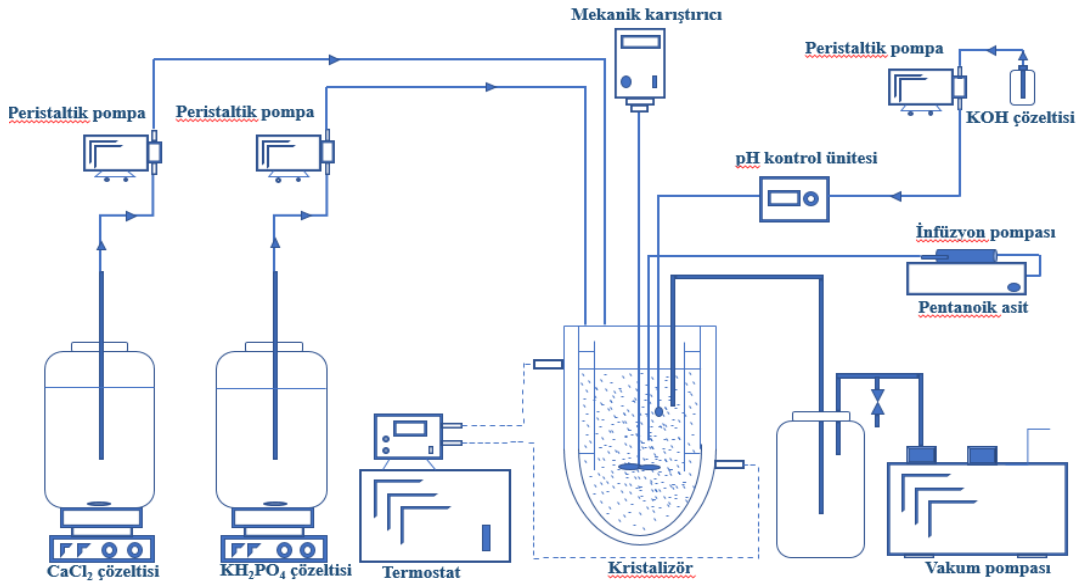 Mekanik karıştırıcı
Peristaltik pompa
Peristaltik pompa
Peristaltik pompa
KOH çözeltisi
pH kontrol ünitesi
İnfüzyon pompası
Pentanoik asit
CaCl₂ çözeltisi
KH₂PO₄ çözeltisi
Termostat
Kristalizör
Vakum pompası